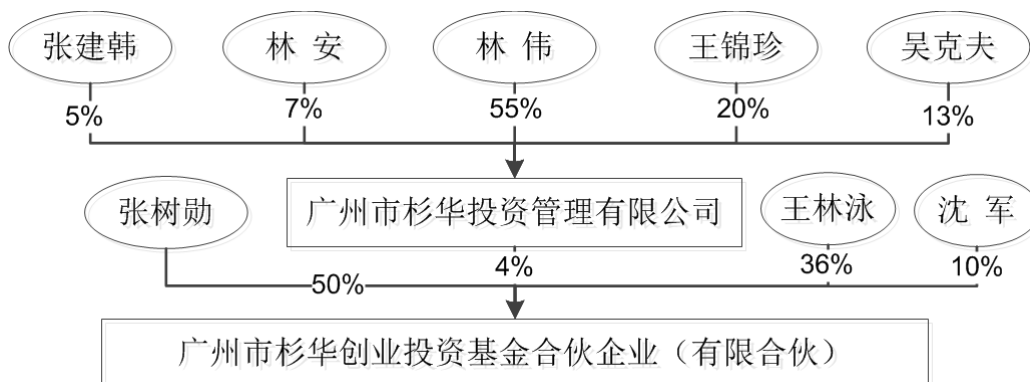 张建韩 林 安 林 伟 王锦珍 吴克夫
5% 7% 55% 20% 13%
张树勋 广州市杉华投资管理有限公司 王林泳 沈 军
50% 4% 36% 10%
广州市杉华创业投资基金合伙企业（有限合伙）